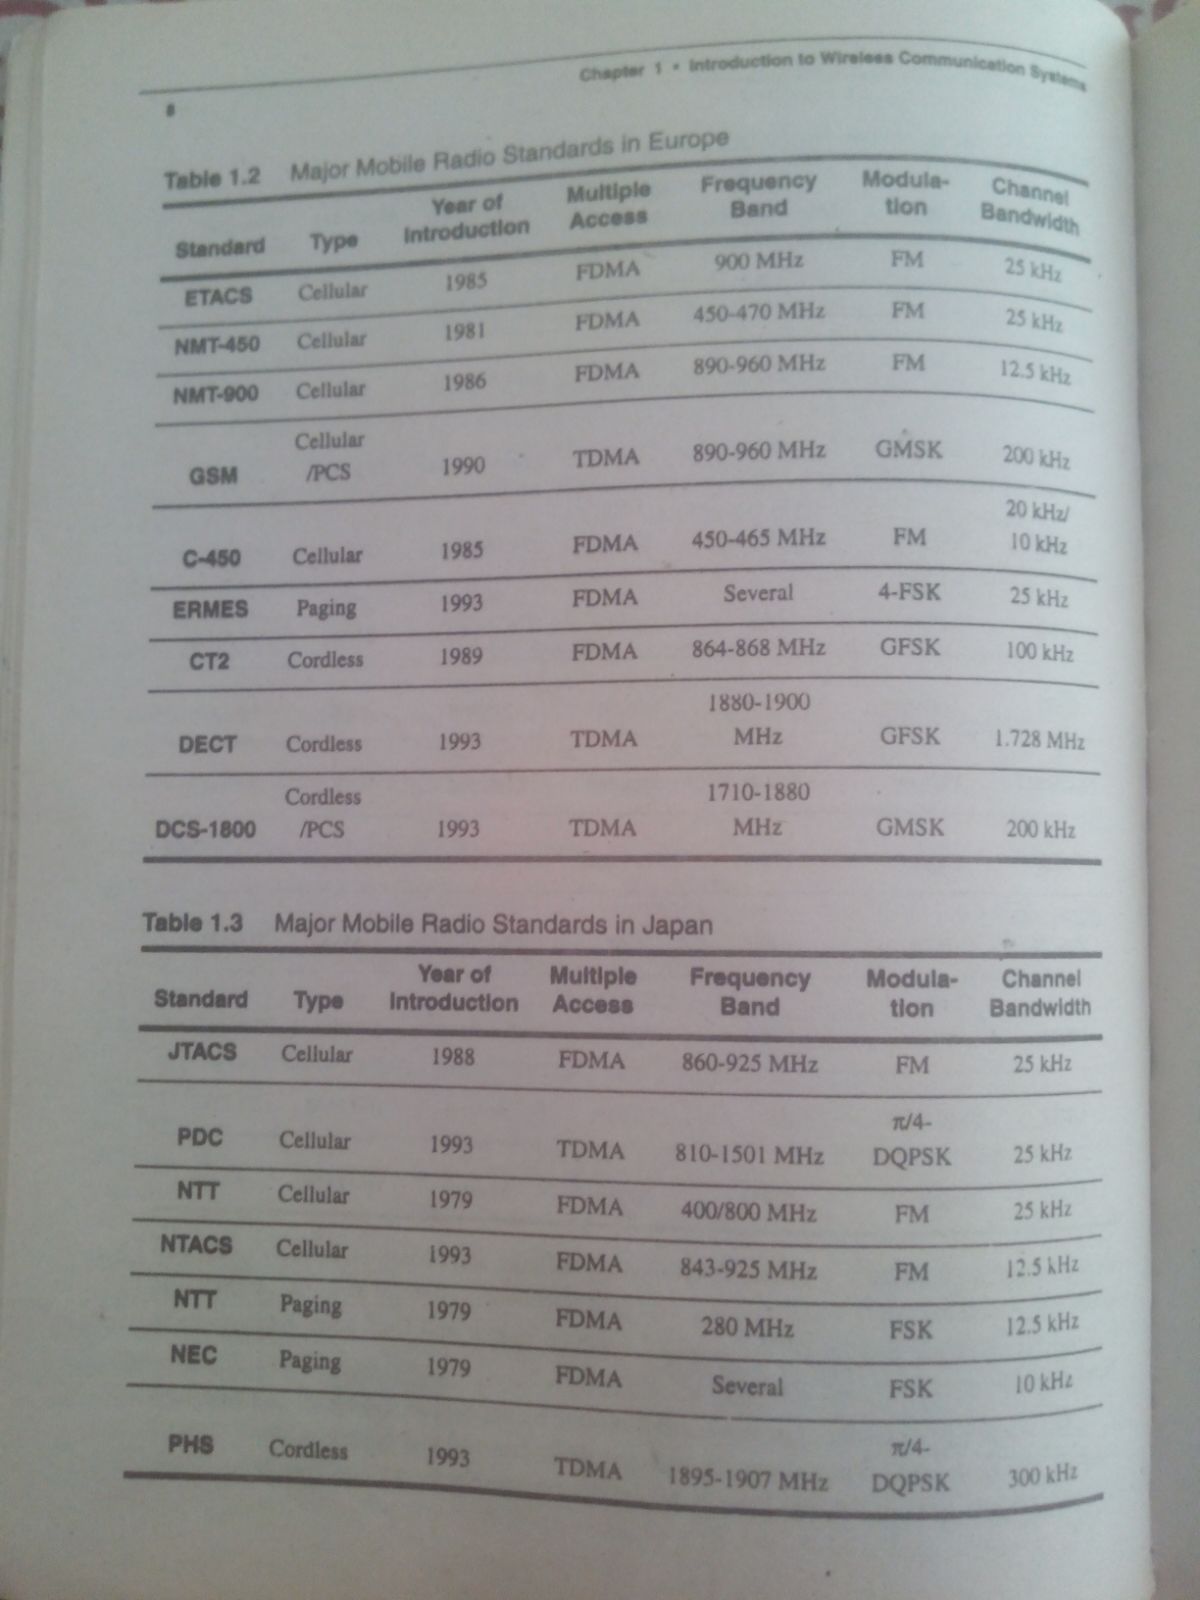 Chapter 1 • Introduction to Wireless Communication Systems
8
Table 1.2 Major Mobile Radio Standards in Europe
Standard Type Year of Introduction Multiple Access Frequency Band Modula-tion Channel Bandwidth
ETACS Cellular 1985 FDMA 900 MHz FM 25 kHz
NMT-450 Cellular 1981 FDMA 450-470 MHz FM 25 kHz
NMT-900 Cellular 1986 FDMA 890-960 MHz FM 12.5 kHz
GSM Cellular /PCS 1990 TDMA 890-960 MHz GMSK 200 kHz
C-450 Cellular 1985 FDMA 450-465 MHz FM 20 kHz/ 10 kHz
ERMES Paging 1993 FDMA Several 4-FSK 25 kHz
CT2 Cordless 1989 FDMA 864-868 MHz GFSK 100 kHz
DECT Cordless 1993 TDMA 1880-1900 MHz GFSK 1.728 MHz
DCS-1800 Cordless /PCS 1993 TDMA 1710-1880 MHz GMSK 200 kHz
Table 1.3 Major Mobile Radio Standards in Japan
Standard Type Year of Introduction Multiple Access Frequency Band Modula-tion Channel Bandwidth
JTACS Cellular 1988 FDMA 860-925 MHz FM 25 kHz
PDC Cellular 1993 TDMA 810-1501 MHz π/4-DQPSK 25 kHz
NTT Cellular 1979 FDMA 400/800 MHz FM 25 kHz
NTACS Cellular 1993 FDMA 843-925 MHz FM 12.5 kHz
NTT Paging 1979 FDMA 280 MHz FSK 12.5 kHz
NEC Paging 1979 FDMA Several FSK 10 kHz
PHS Cordless 1993 TDMA 1895-1907 MHz π/4-DQPSK 300 kHz